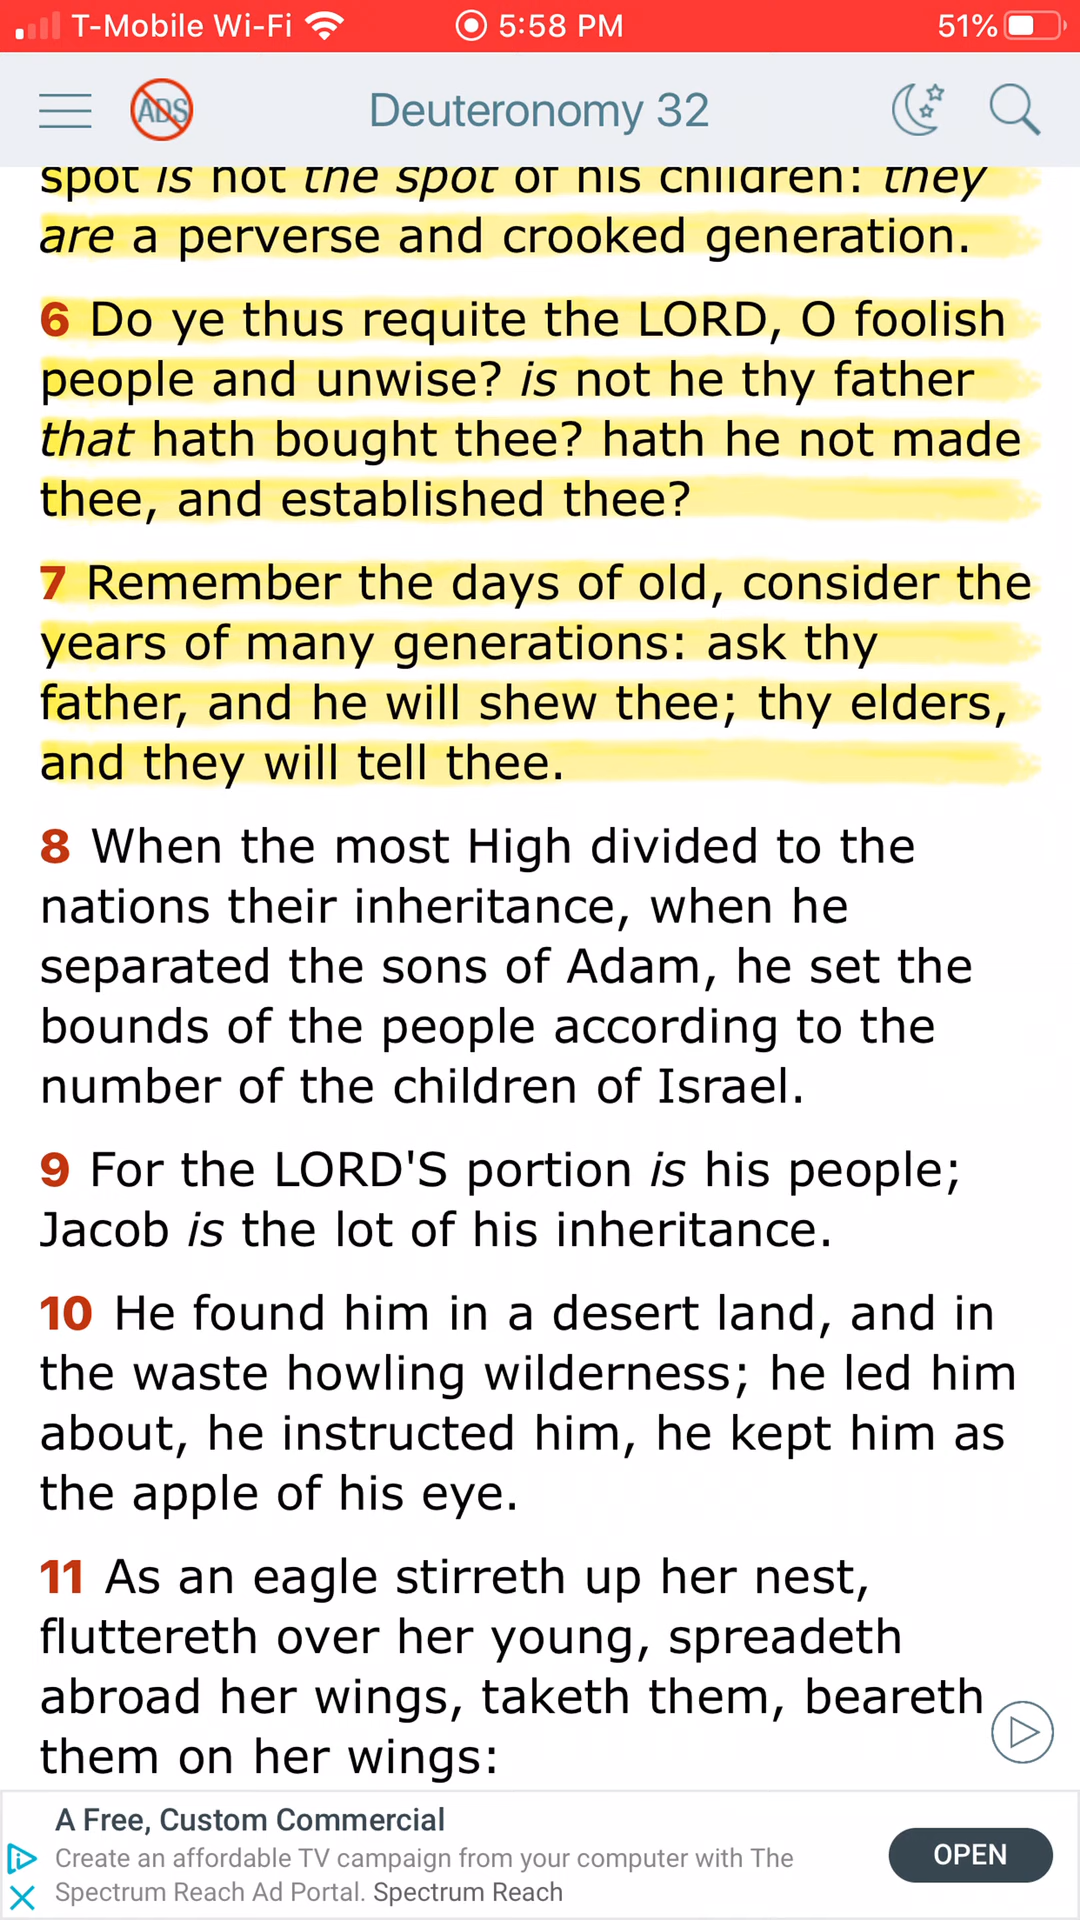 T-Mobile Wi-Fi 5:58 PM 51%
ADS Deuteronomy 32
spot is not the spot of his children: they
are a perverse and crooked generation.
6 Do ye thus requite the LORD, O foolish
people and unwise? is not he thy father
that hath bought thee? hath he not made
thee, and established thee?
7 Remember the days of old, consider the
years of many generations: ask thy
father, and he will shew thee; thy elders,
and they will tell thee.
8 When the most High divided to the
nations their inheritance, when he
separated the sons of Adam, he set the
bounds of the people according to the
number of the children of Israel.
9 For the LORD'S portion is his people;
Jacob is the lot of his inheritance.
10 He found him in a desert land, and in
the waste howling wilderness; he led him
about, he instructed him, he kept him as
the apple of his eye.
11 As an eagle stirreth up her nest,
fluttereth over her young, spreadeth
abroad her wings, taketh them, beareth
them on her wings:
A Free, Custom Commercial
Create an affordable TV campaign from your computer with The
Spectrum Reach Ad Portal. Spectrum Reach
OPEN